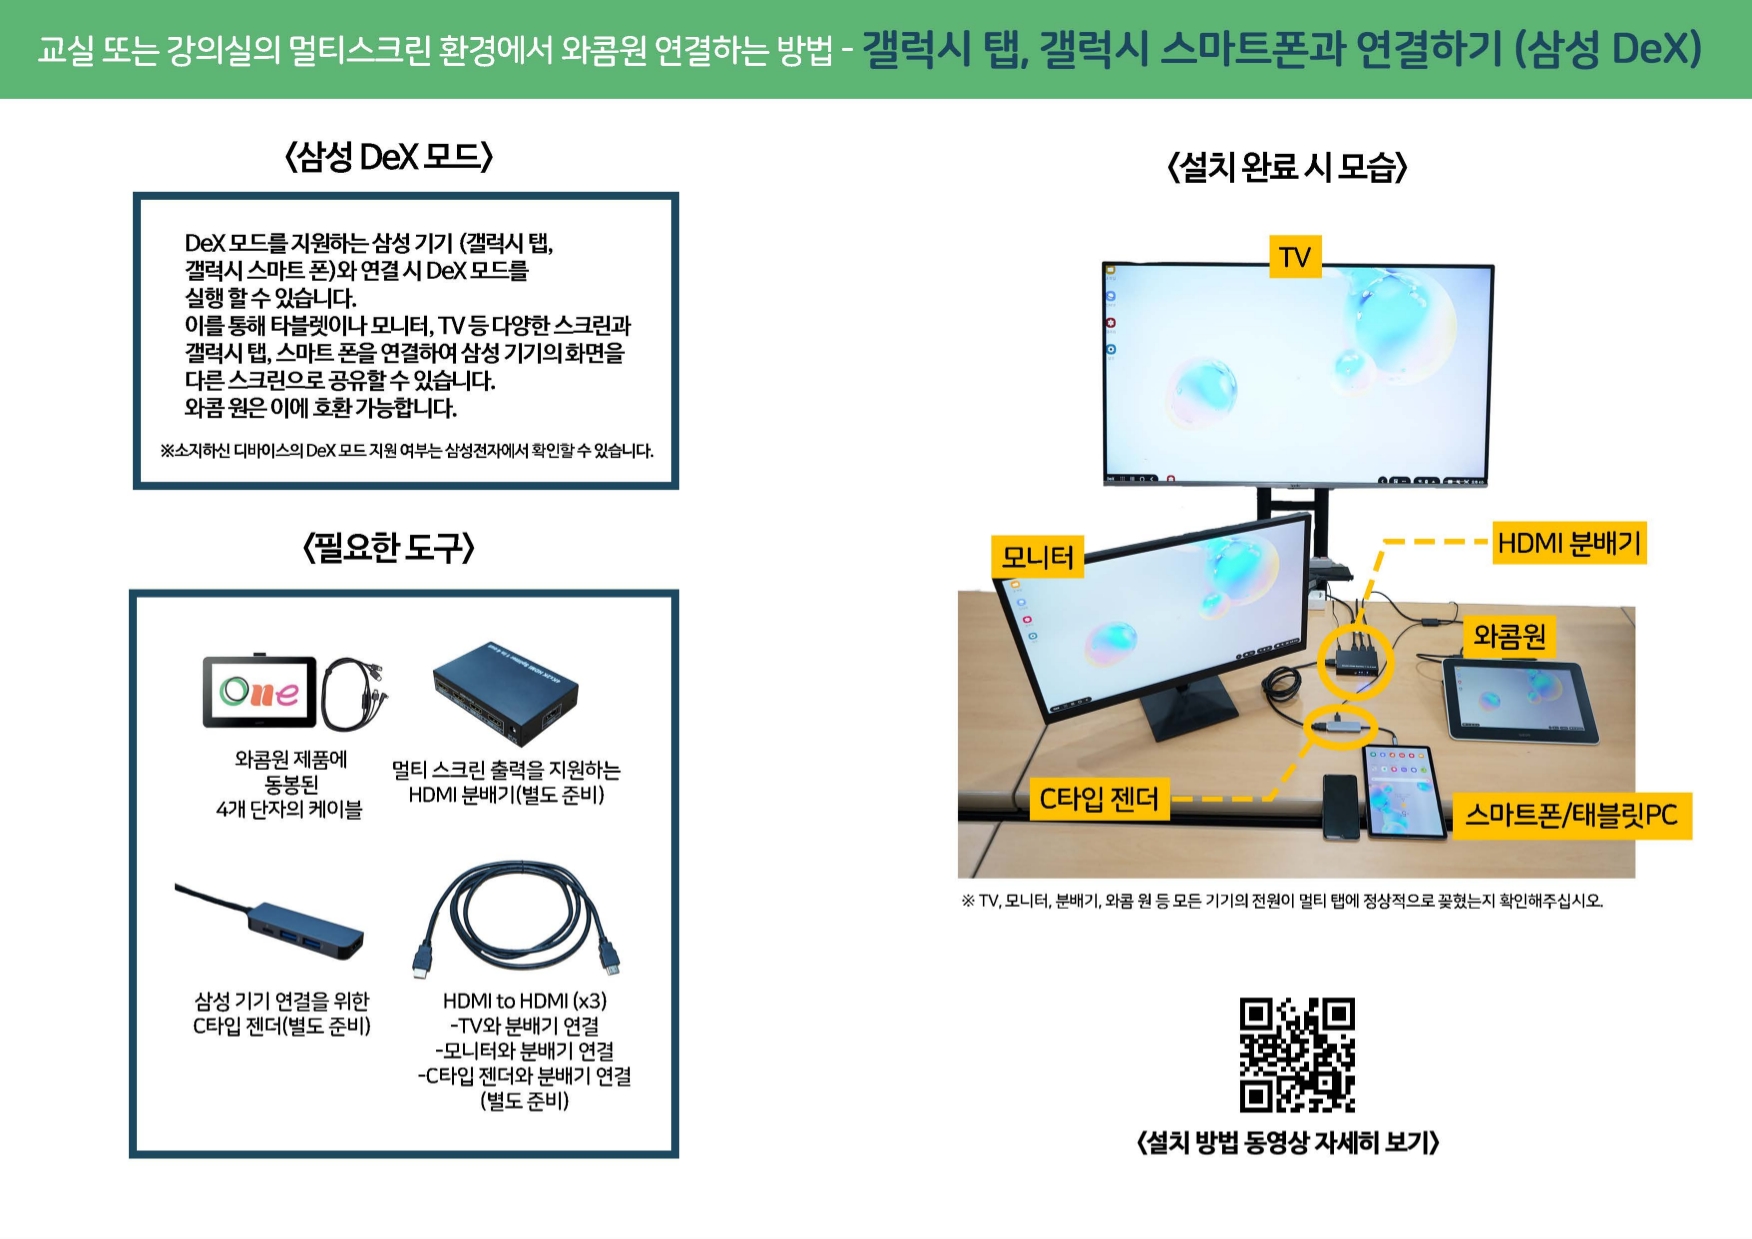 교실 또는 강의실의 멀티스크린 환경에서 와콤원 연결하는 방법 - 갤럭시 탭, 갤럭시 스마트폰과 연결하기 (삼성 DeX)
〈삼성 DeX 모드〉
DeX 모드를 지원하는 삼성 기기 (갤럭시 탭,
갤럭시 스마트 폰)와 연결 시 DeX 모드를
실행 할 수 있습니다.
이를 통해 타블렛이나 모니터, TV 등 다양한 스크린과
갤럭시 탭, 스마트 폰을 연결하여 삼성 기기의 화면을
다른 스크린으로 공유할 수 있습니다.
와콤 원은 이에 호환 가능합니다.
※소지하신 디바이스의 DeX 모드 지원 여부는 삼성전자에서 확인할 수 있습니다.
〈필요한 도구〉
One
와콤원 제품에
동봉된
4개 단자의 케이블
멀티 스크린 출력을 지원하는
HDMI 분배기(별도 준비)
삼성 기기 연결을 위한
C타입 젠더(별도 준비)
HDMI to HDMI (x3)
-TV와 분배기 연결
-모니터와 분배기 연결
-C타입 젠더와 분배기 연결
(별도 준비)
〈설치 완료 시 모습〉
TV
모니터
HDMI 분배기
와콤원
C타입 젠더
스마트폰/태블릿PC
※ TV, 모니터, 분배기, 와콤 원 등 모든 기기의 전원이 멀티 탭에 정상적으로 꽂혔는지 확인해주십시오.
〈설치 방법 동영상 자세히 보기〉